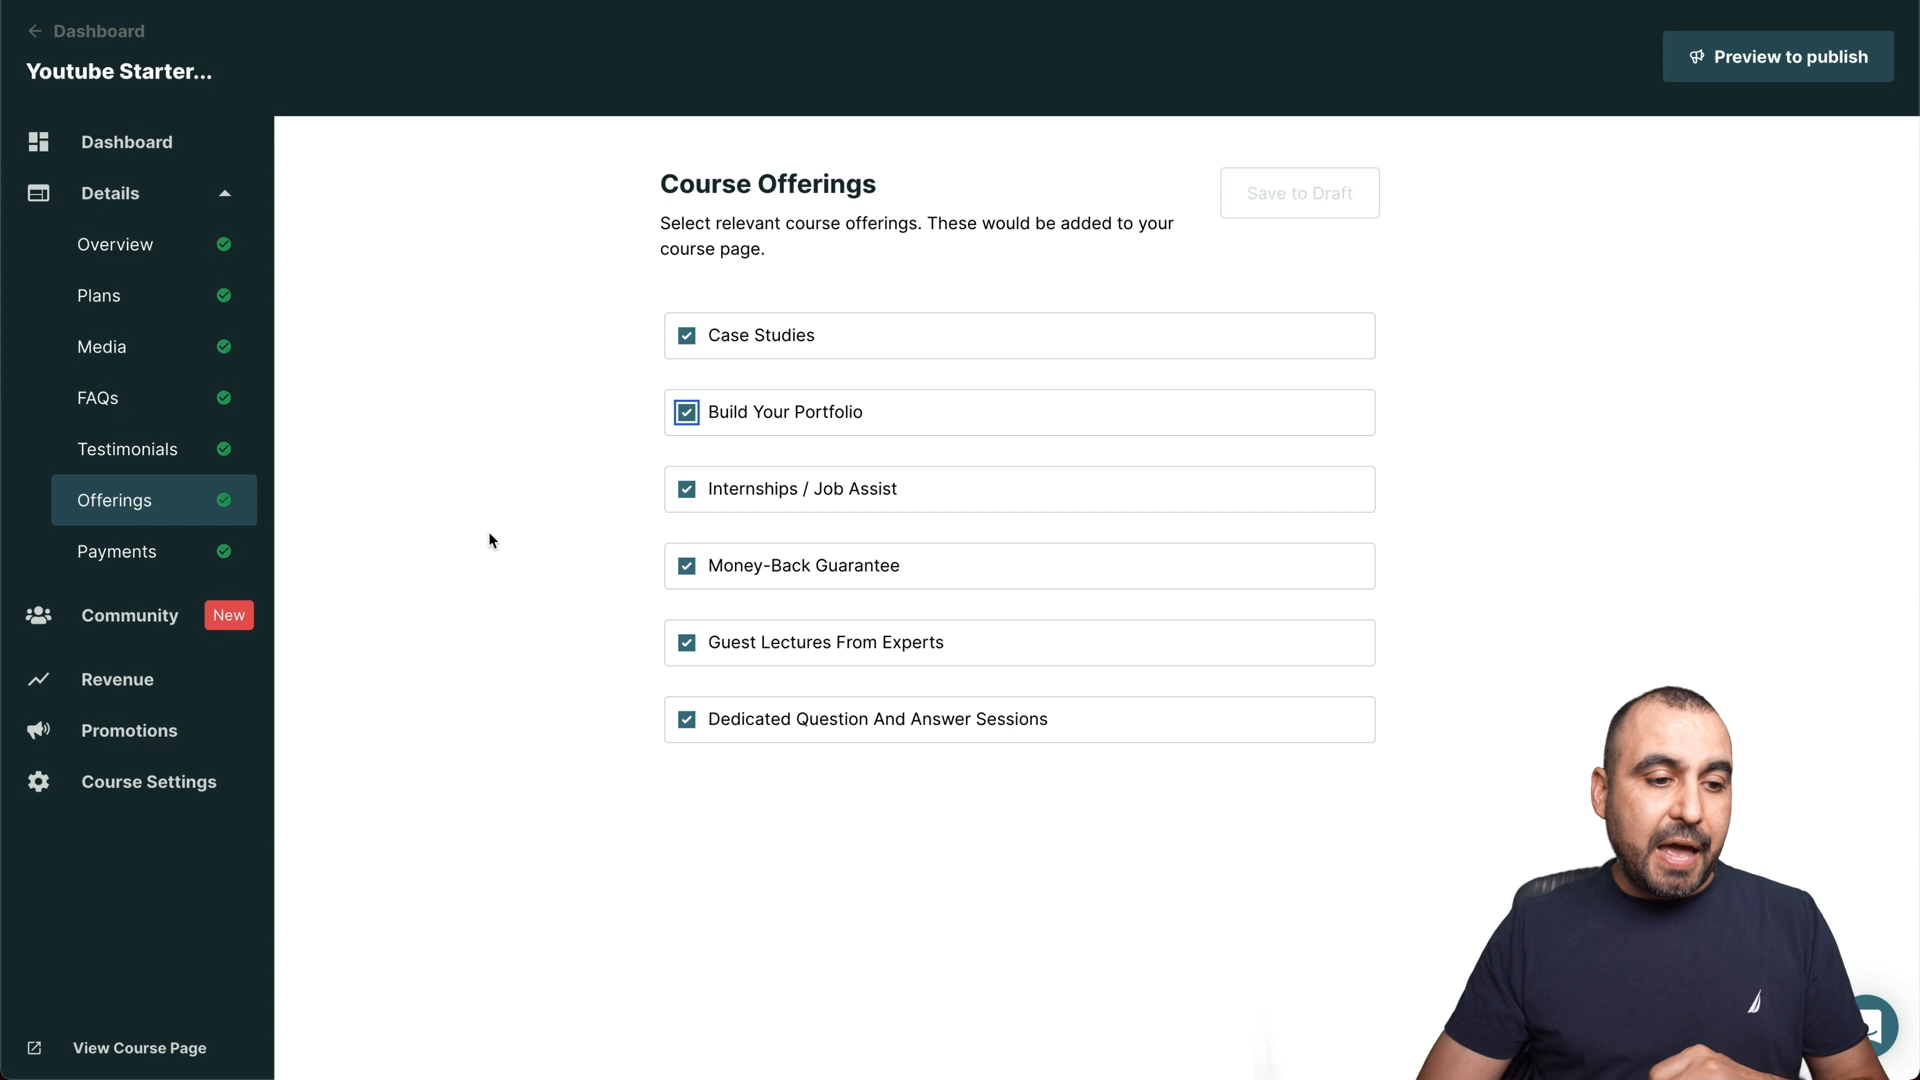 Dashboard
Youtube Starter...
Preview to publish
Dashboard
Details
Overview
Plans
Media
FAQs
Testimonials
Offerings
Payments
Community New
Revenue
Promotions
Course Settings
View Course Page
Course Offerings
Save to Draft
Select relevant course offerings. These would be added to your
course page.
Case Studies
Build Your Portfolio
Internships / Job Assist
Money-Back Guarantee
Guest Lectures From Experts
Dedicated Question And Answer Sessions